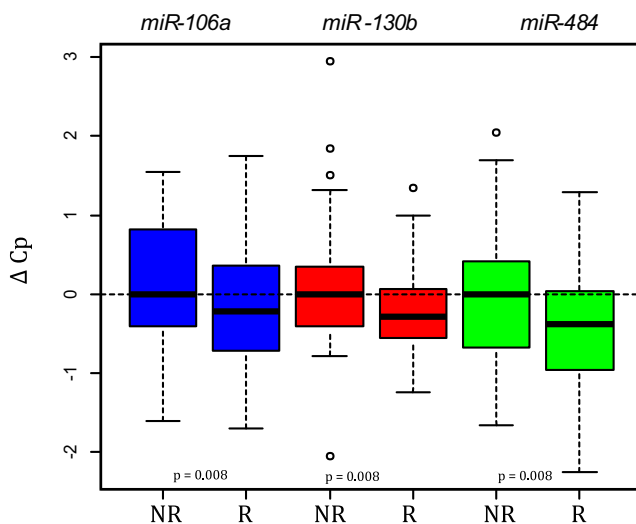 miR-106a miR-130b miR-484
3
2
1
0
-1
-2
Δ Cp
p = 0.008 p = 0.008 p = 0.008
NR R NR R NR R